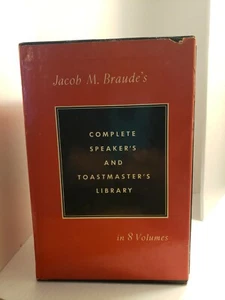 Jacob M. Braude's
COMPLETE
SPEAKER'S
AND
TOASTMASTER'S
LIBRARY
in 8 Volumes